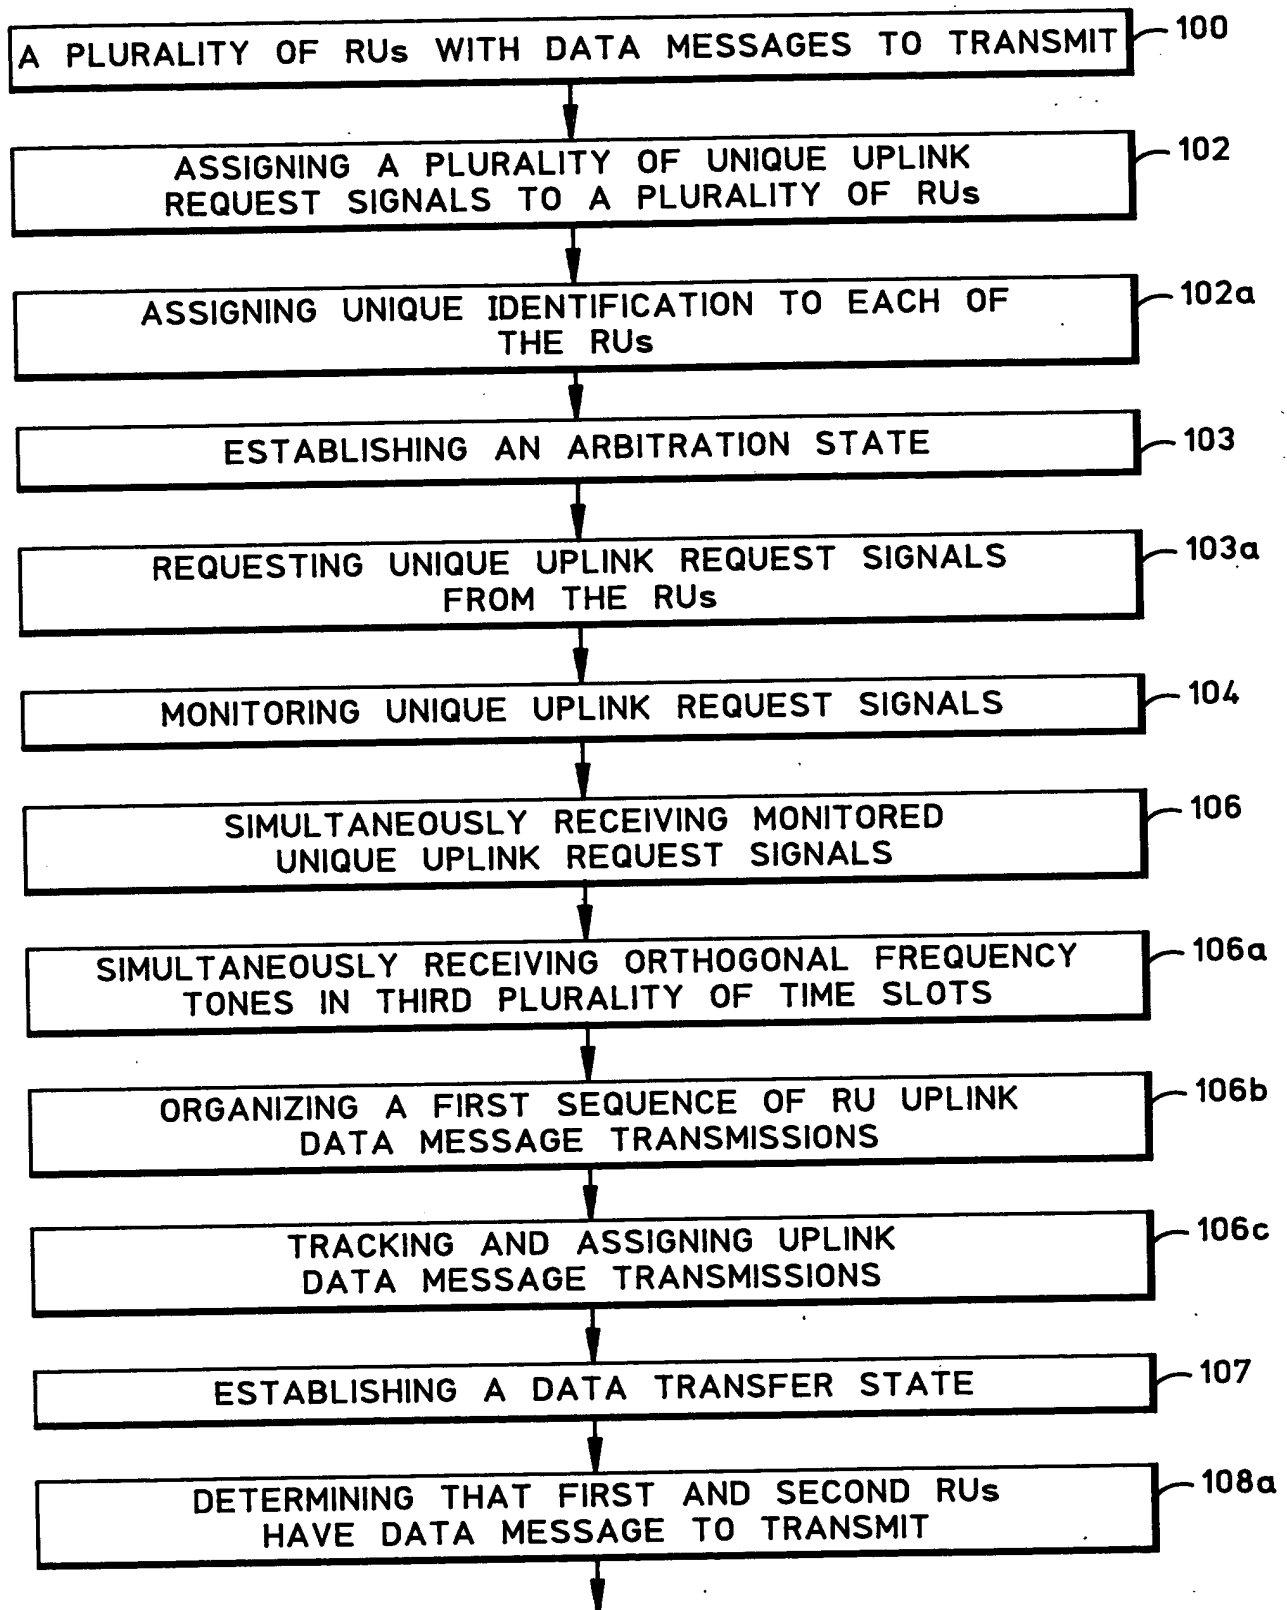 A PLURALITY OF RUs WITH DATA MESSAGES TO TRANSMIT
100
ASSIGNING A PLURALITY OF UNIQUE UPLINK
REQUEST SIGNALS TO A PLURALITY OF RUs
102
ASSIGNING UNIQUE IDENTIFICATION TO EACH OF
THE RUs
102a
ESTABLISHING AN ARBITRATION STATE
103
REQUESTING UNIQUE UPLINK REQUEST SIGNALS
FROM THE RUs
103a
MONITORING UNIQUE UPLINK REQUEST SIGNALS
104
SIMULTANEOUSLY RECEIVING MONITORED
UNIQUE UPLINK REQUEST SIGNALS
106
SIMULTANEOUSLY RECEIVING ORTHOGONAL FREQUENCY
TONES IN THIRD PLURALITY OF TIME SLOTS
106a
ORGANIZING A FIRST SEQUENCE OF RU UPLINK
DATA MESSAGE TRANSMISSIONS
106b
TRACKING AND ASSIGNING UPLINK
DATA MESSAGE TRANSMISSIONS
106c
ESTABLISHING A DATA TRANSFER STATE
107
DETERMINING THAT FIRST AND SECOND RUs
HAVE DATA MESSAGE TO TRANSMIT
108a